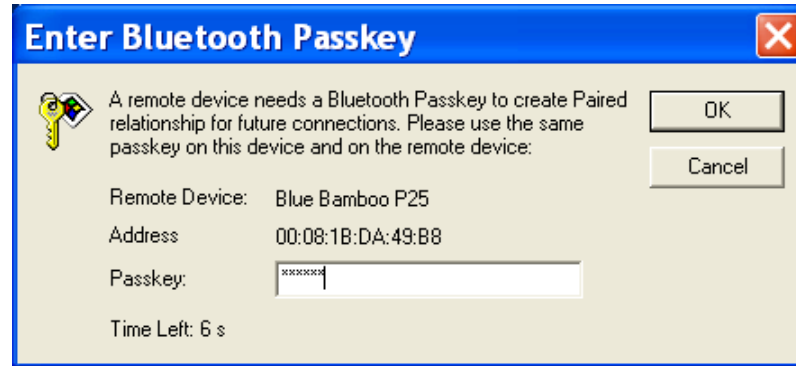 Enter Bluetooth Passkey
A remote device needs a Bluetooth Passkey to create Paired
relationship for future connections. Please use the same
passkey on this device and on the remote device:
OK
Cancel
Remote Device: Blue Bamboo P25
Address 00:08:1B:DA:49:B8
Passkey: ******
Time Left: 6 s